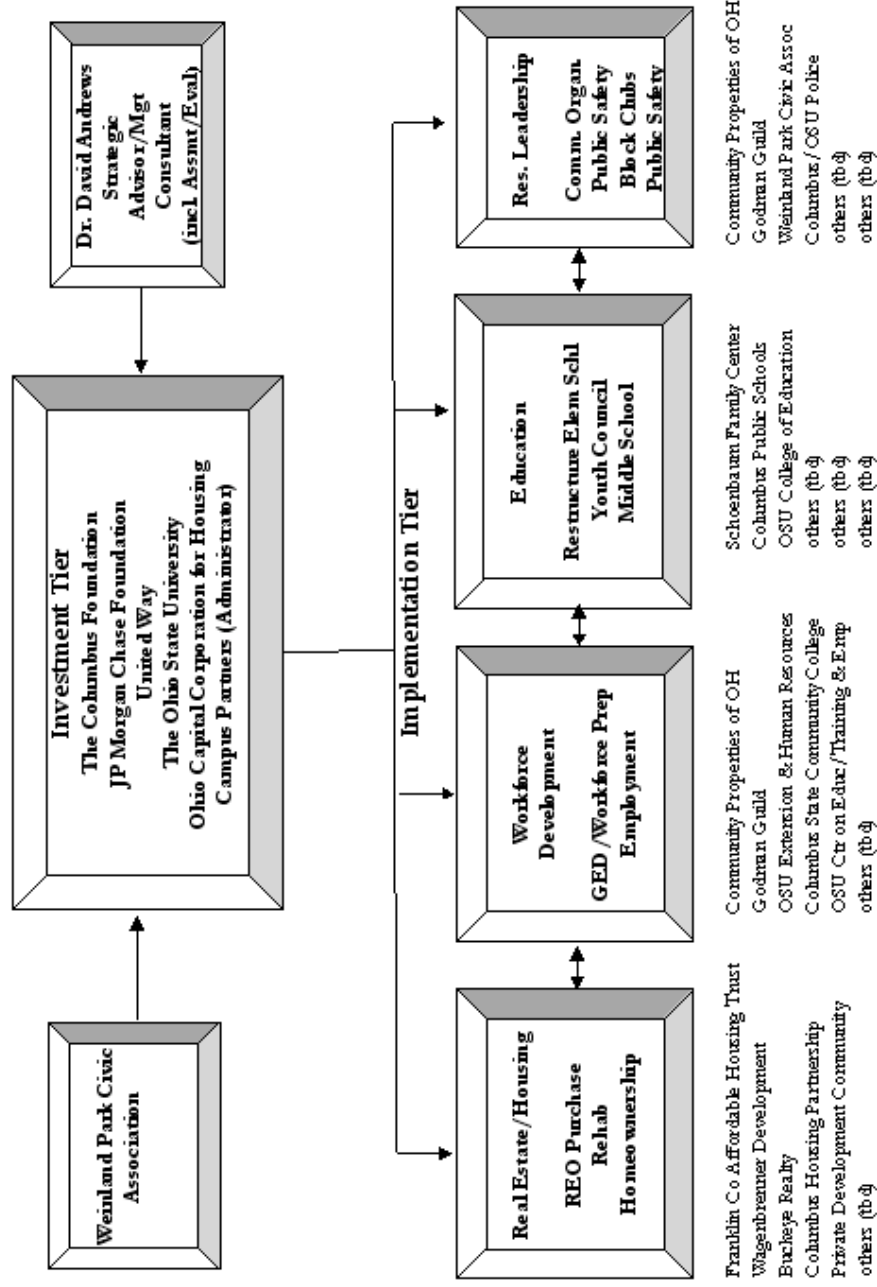 Weinland Park Civic
Association
Investment Tier
The Columbus Foundation
JP Morgan Chase Foundation
United Way
The Ohio State University
Ohio Capital Corporation for Housing
Campus Partners (Administrator)
Dr. David Andrews
Strategic
Advisor/Mgt
Consultant
(incl. Assmt/Eval)
Implementation Tier
Real Estate/Housing
REO Purchase
Rehab
Homeownership
Workforce
Development
GED/Workforce Prep
Employment
Education
Restructure Elem Schl
Youth Council
Middle School
Res. Leadership
Comm. Organ.
Public Safety
Block Clubs
Public Safety
Franklin Co Affordable Housing Trust
Wagenbrenner Development
Buckeye Realty
Columbus Housing Partnership
Private Development Community
others (tbd)
Community Properties of OH
Godman Guild
OSU Extension & Human Resources
Columbus State Community College
OSU Ctr on Educ/Training & Emp
others (tbd)
Schoenbaum Family Center
Columbus Public Schools
OSU College of Education
others (tbd)
others (tbd)
others (tbd)
Community Properties of OH
Godman Guild
Weinland Park Civic Assoc
Columbus/OSU Police
others (tbd)
others (tbd)